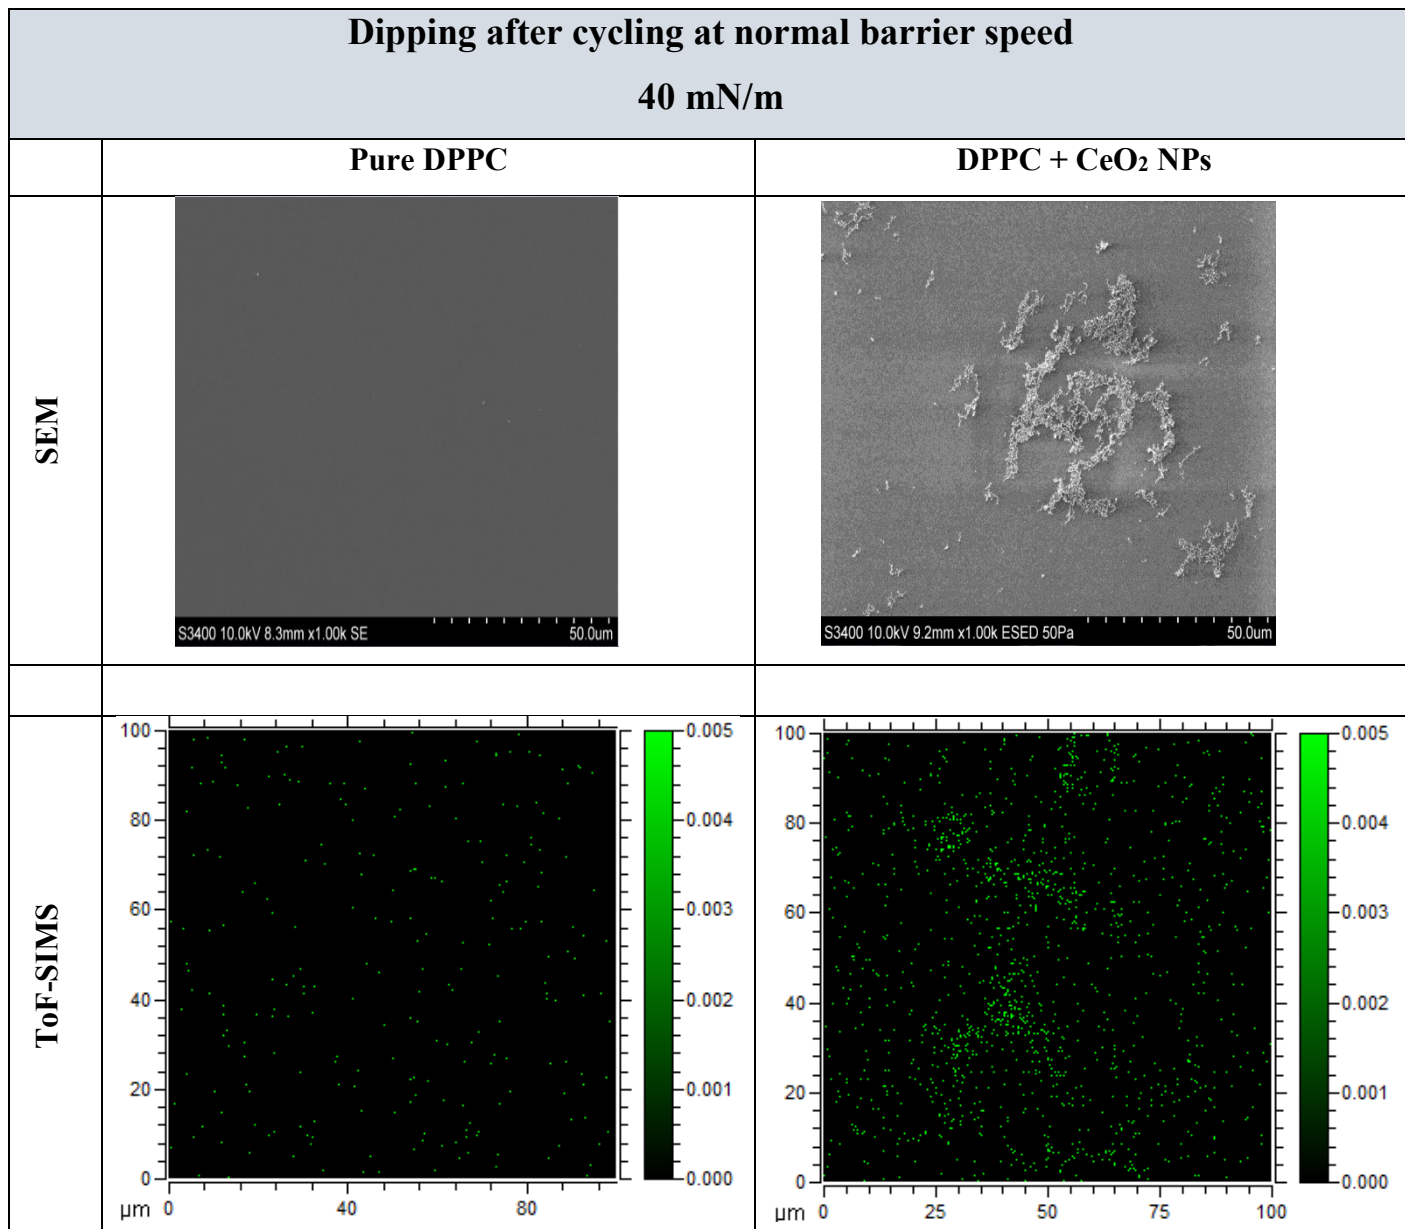 Dipping after cycling at normal barrier speed
40 mN/m
Pure DPPC
DPPC + CeO₂ NPs
SEM
S3400 10.0kV 8.3mm x1.00k SE 50.0um
S3400 10.0kV 9.2mm x1.00k ESED 50Pa 50.0um
ToF-SIMS
100
80
60
40
20
0
µm 0 40 80
0.005
0.004
0.003
0.002
0.001
0.000
100
80
60
40
20
0
µm 0 25 50 75 100
0.005
0.004
0.003
0.002
0.001
0.000